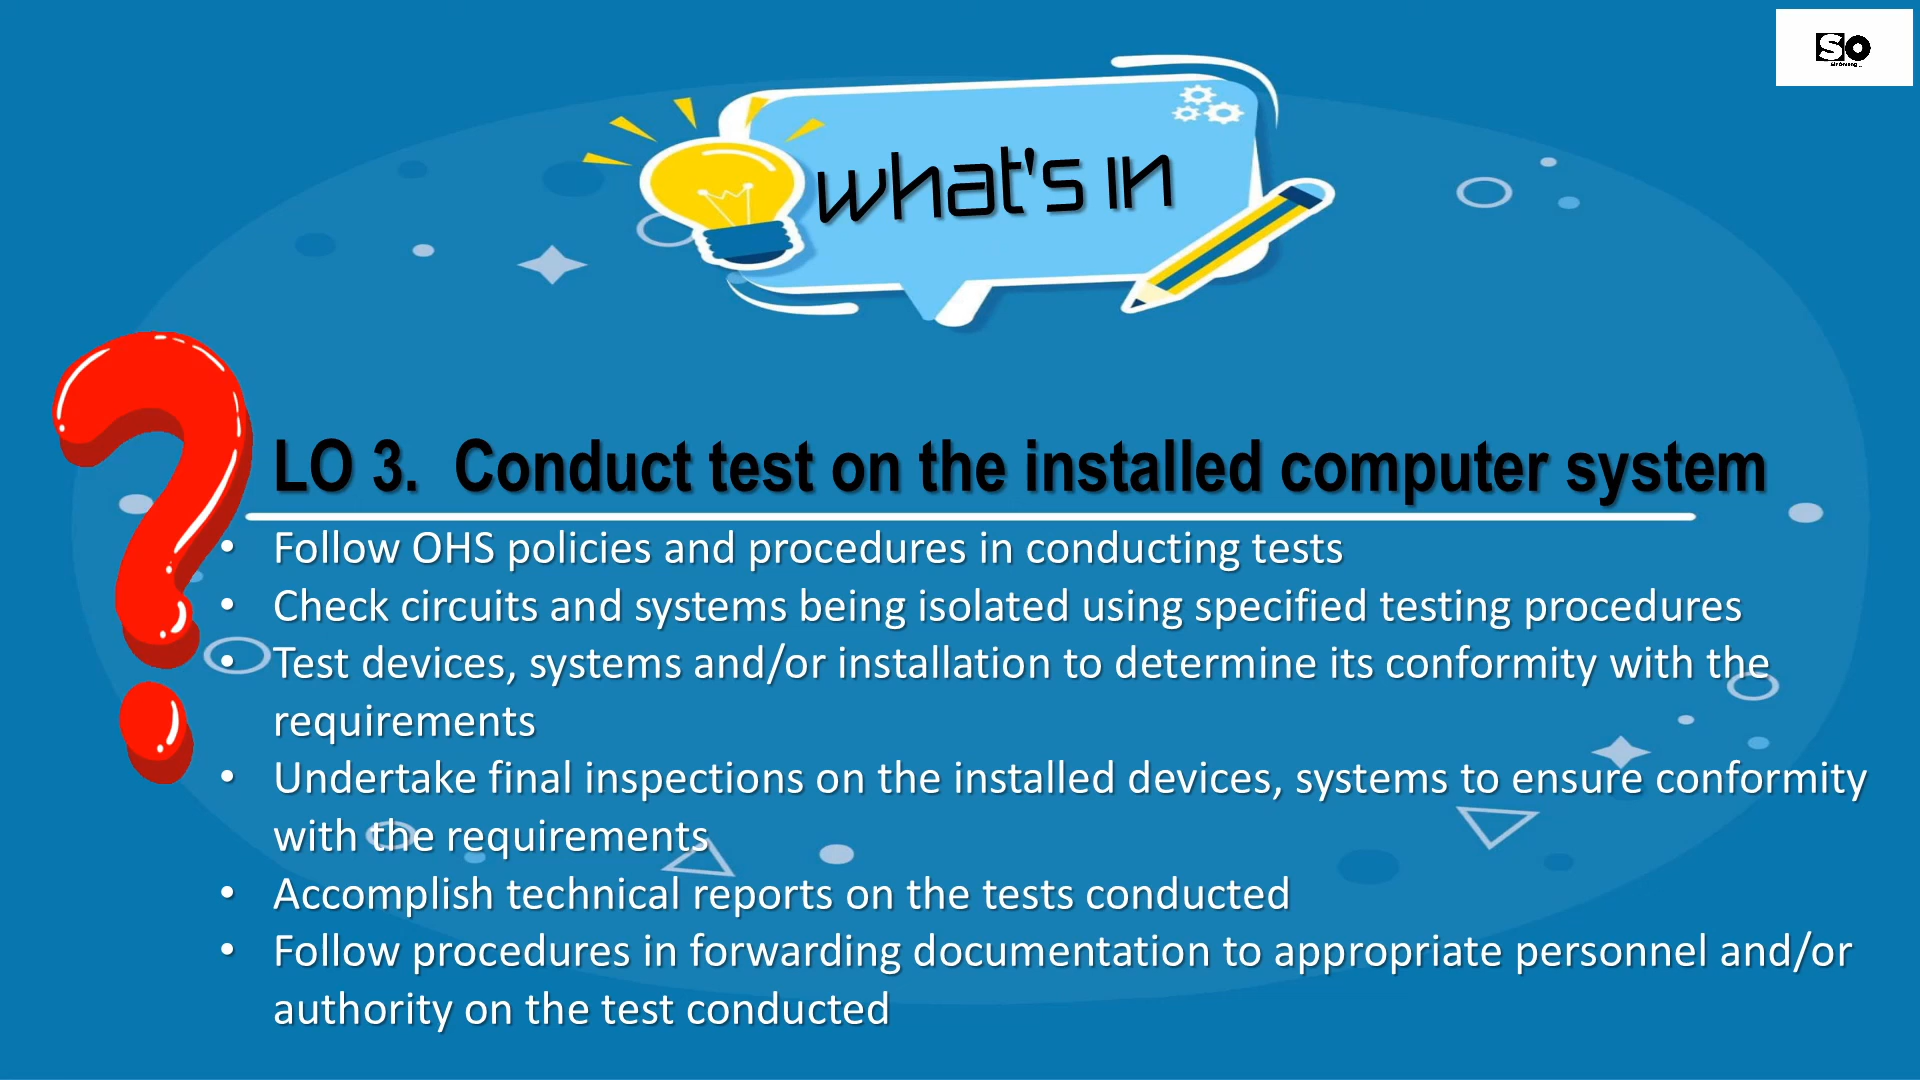 SO
what's in
LO 3. Conduct test on the installed computer system
• Follow OHS policies and procedures in conducting tests
• Check circuits and systems being isolated using specified testing procedures
• Test devices, systems and/or installation to determine its conformity with the
requirements
• Undertake final inspections on the installed devices, systems to ensure conformity
with the requirements
• Accomplish technical reports on the tests conducted
• Follow procedures in forwarding documentation to appropriate personnel and/or
authority on the test conducted